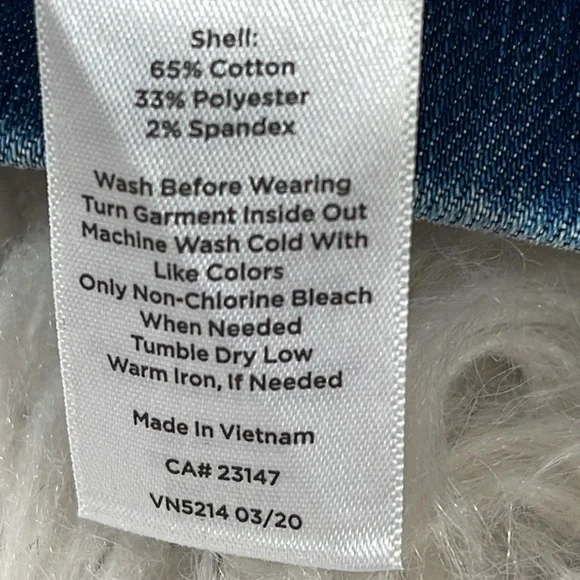 Shell:
65% Cotton
33% Polyester
2% Spandex
Wash Before Wearing
Turn Garment Inside Out
Machine Wash Cold With
Like Colors
Only Non-Chlorine Bleach
When Needed
Tumble Dry Low
Warm Iron, If Needed
Made In Vietnam
CA# 23147
VN5214 03/20